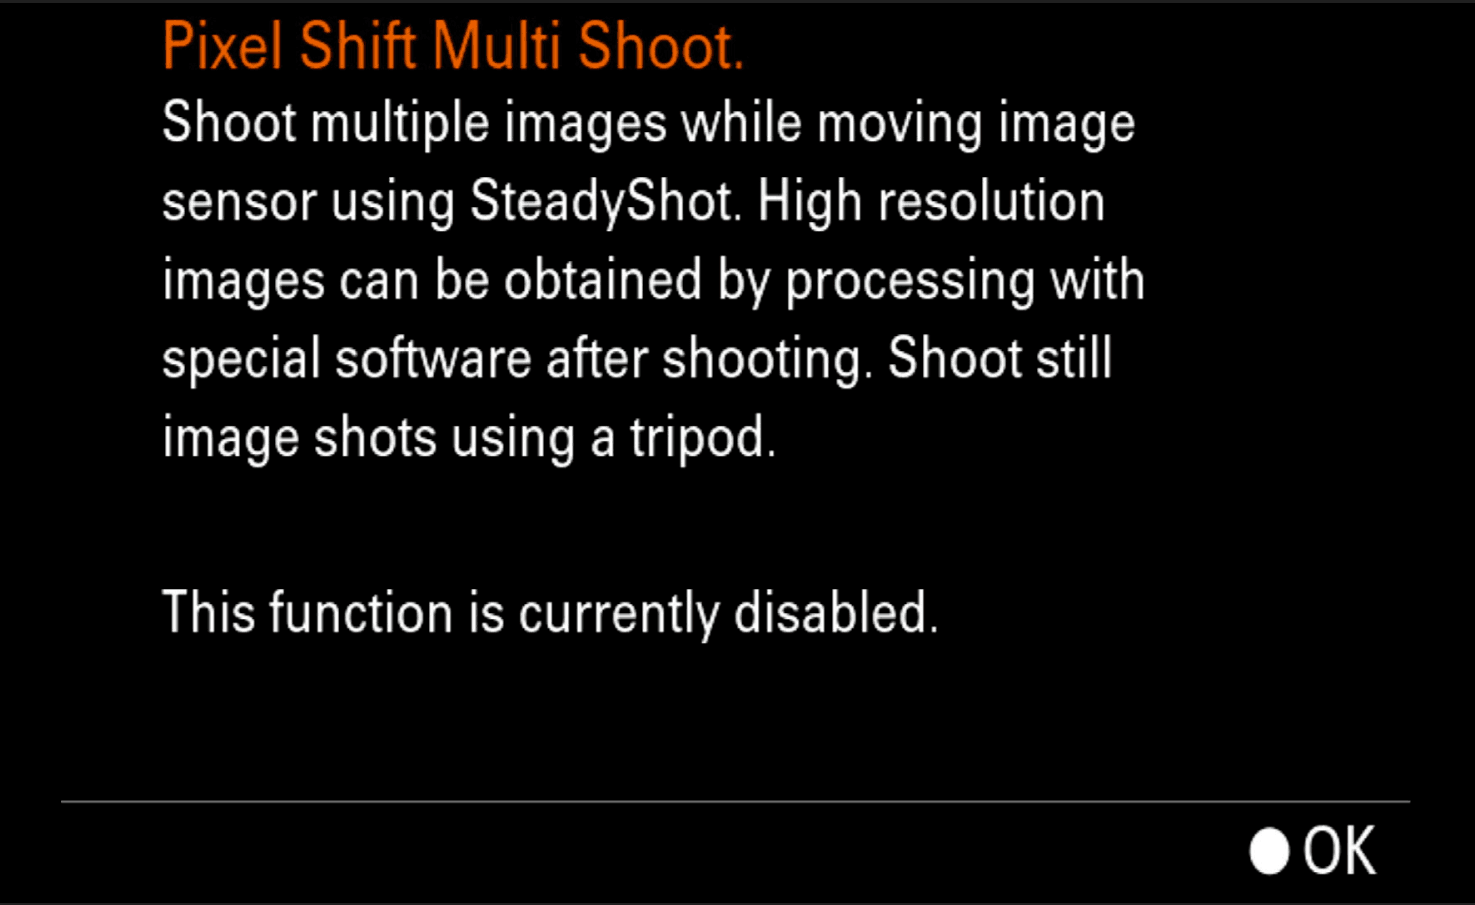 Pixel Shift Multi Shoot.
Shoot multiple images while moving image
sensor using SteadyShot. High resolution
images can be obtained by processing with
special software after shooting. Shoot still
image shots using a tripod.
This function is currently disabled.
OK